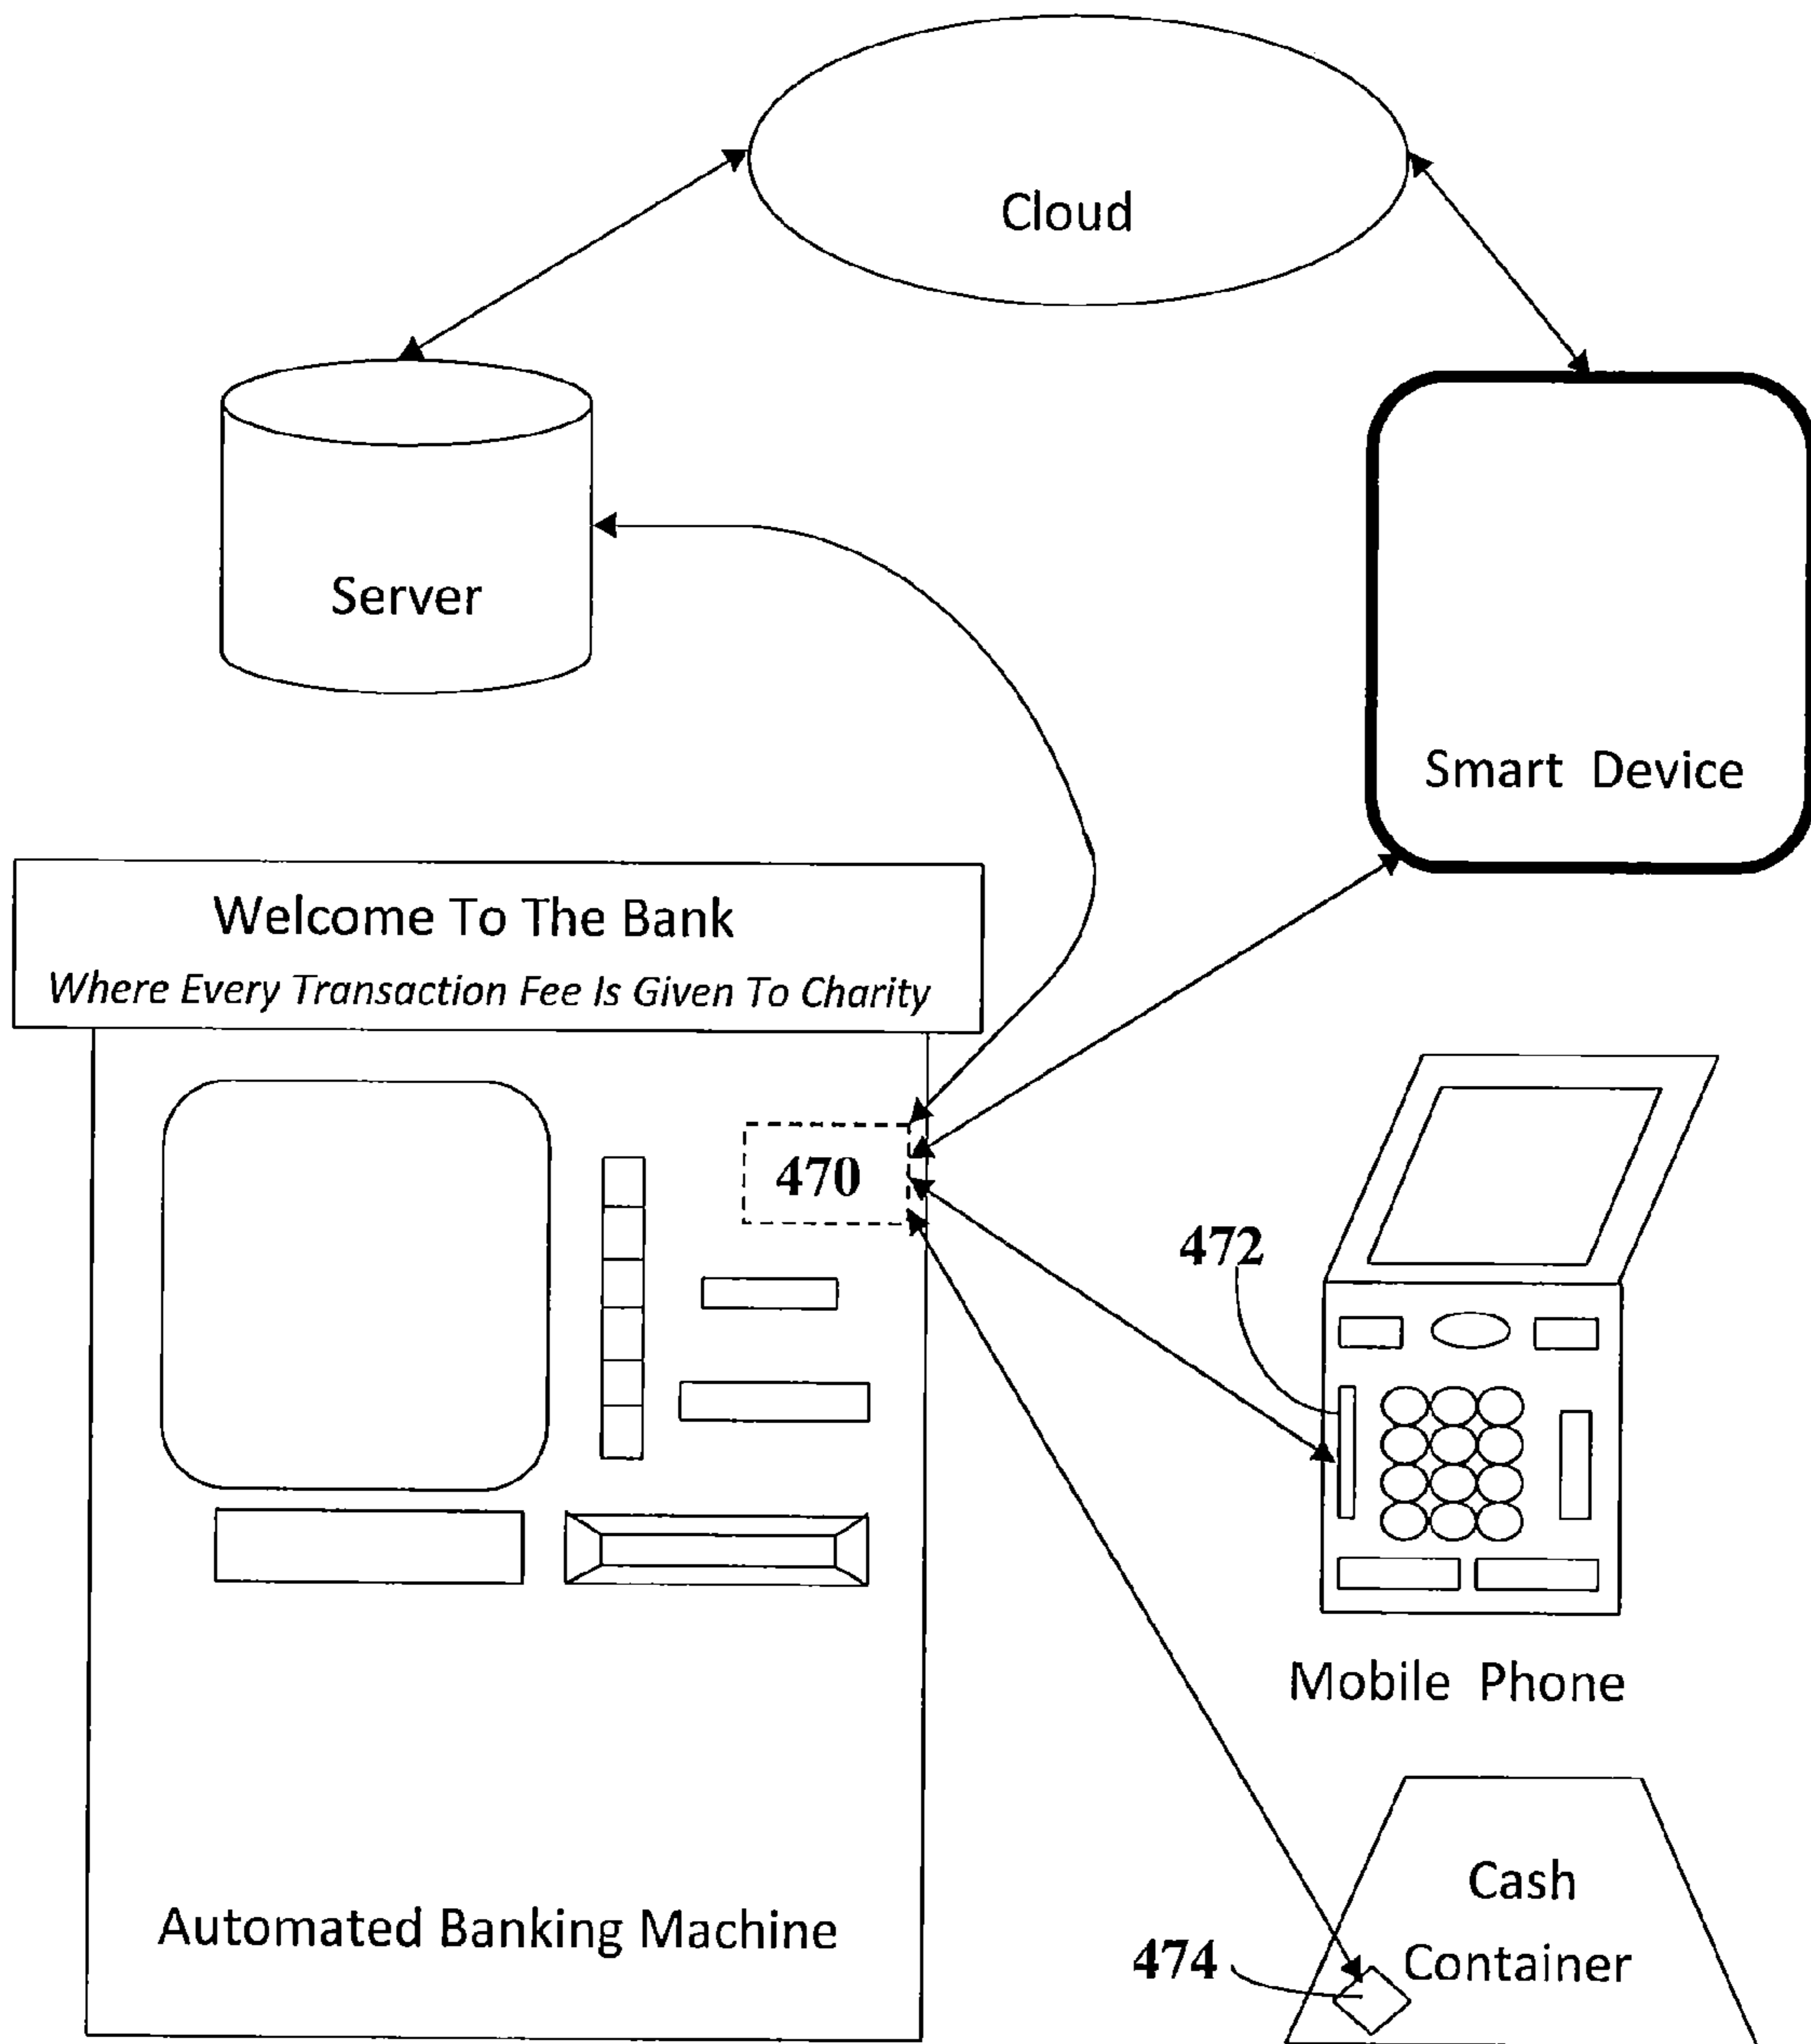 Cloud
Server
Smart Device
Welcome To The Bank
Where Every Transaction Fee Is Given To Charity
470
472
Mobile Phone
Automated Banking Machine
Cash
Container
474